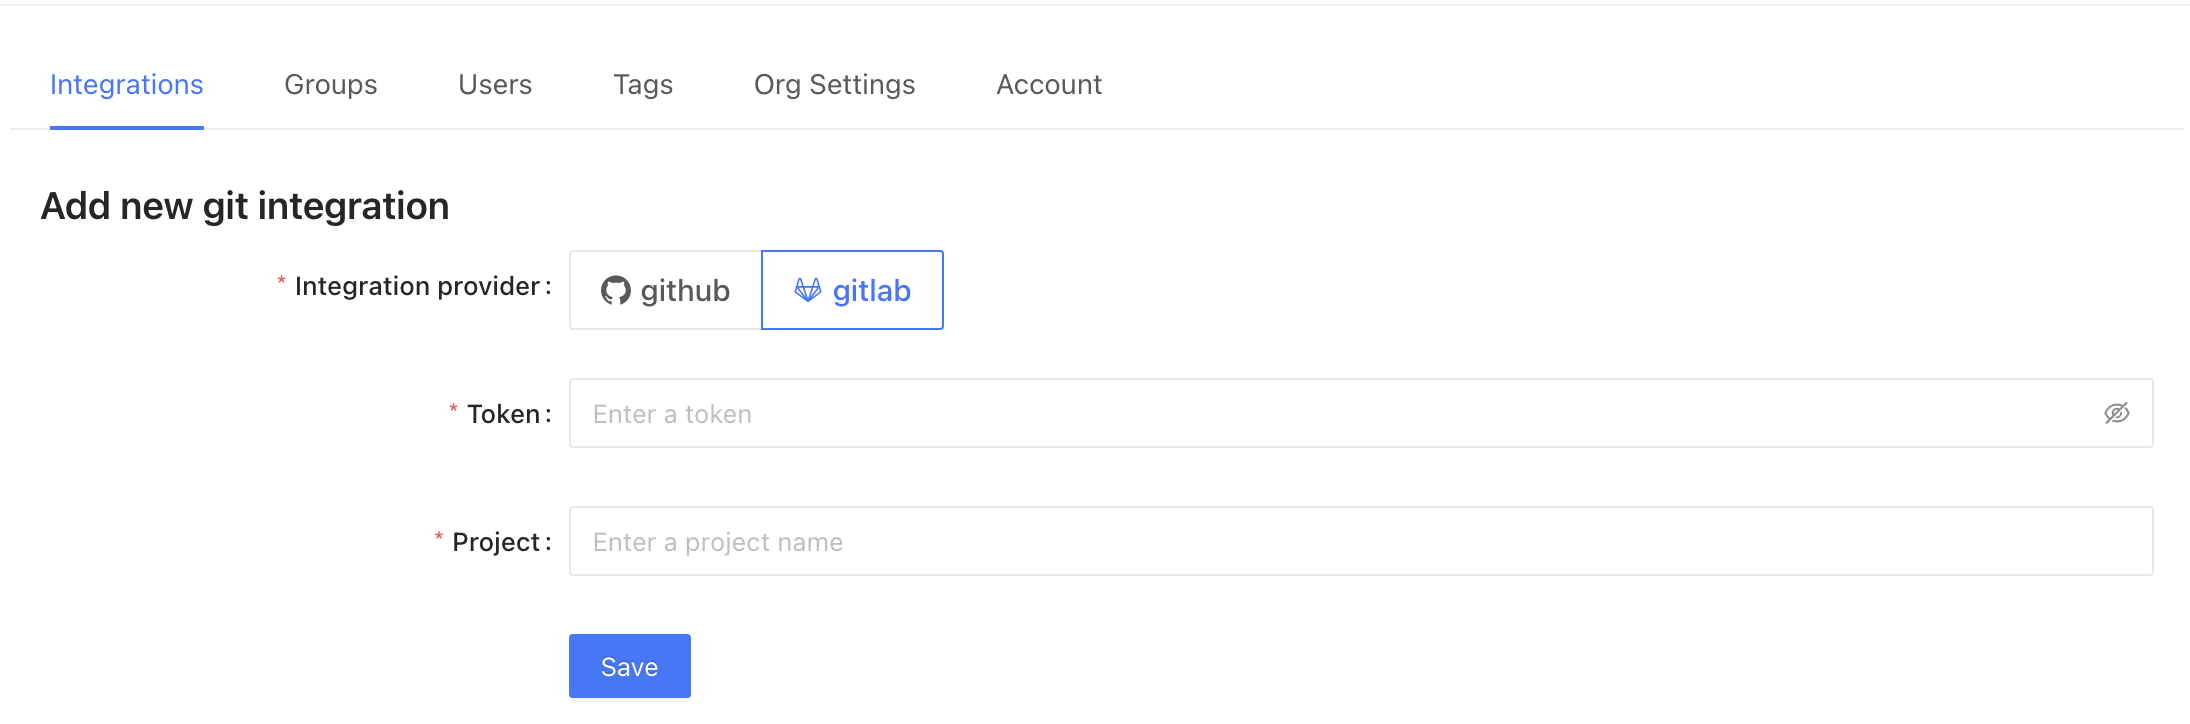 Integrations Groups Users Tags Org Settings Account
Add new git integration
* Integration provider: github gitlab
* Token: Enter a token
* Project: Enter a project name
Save